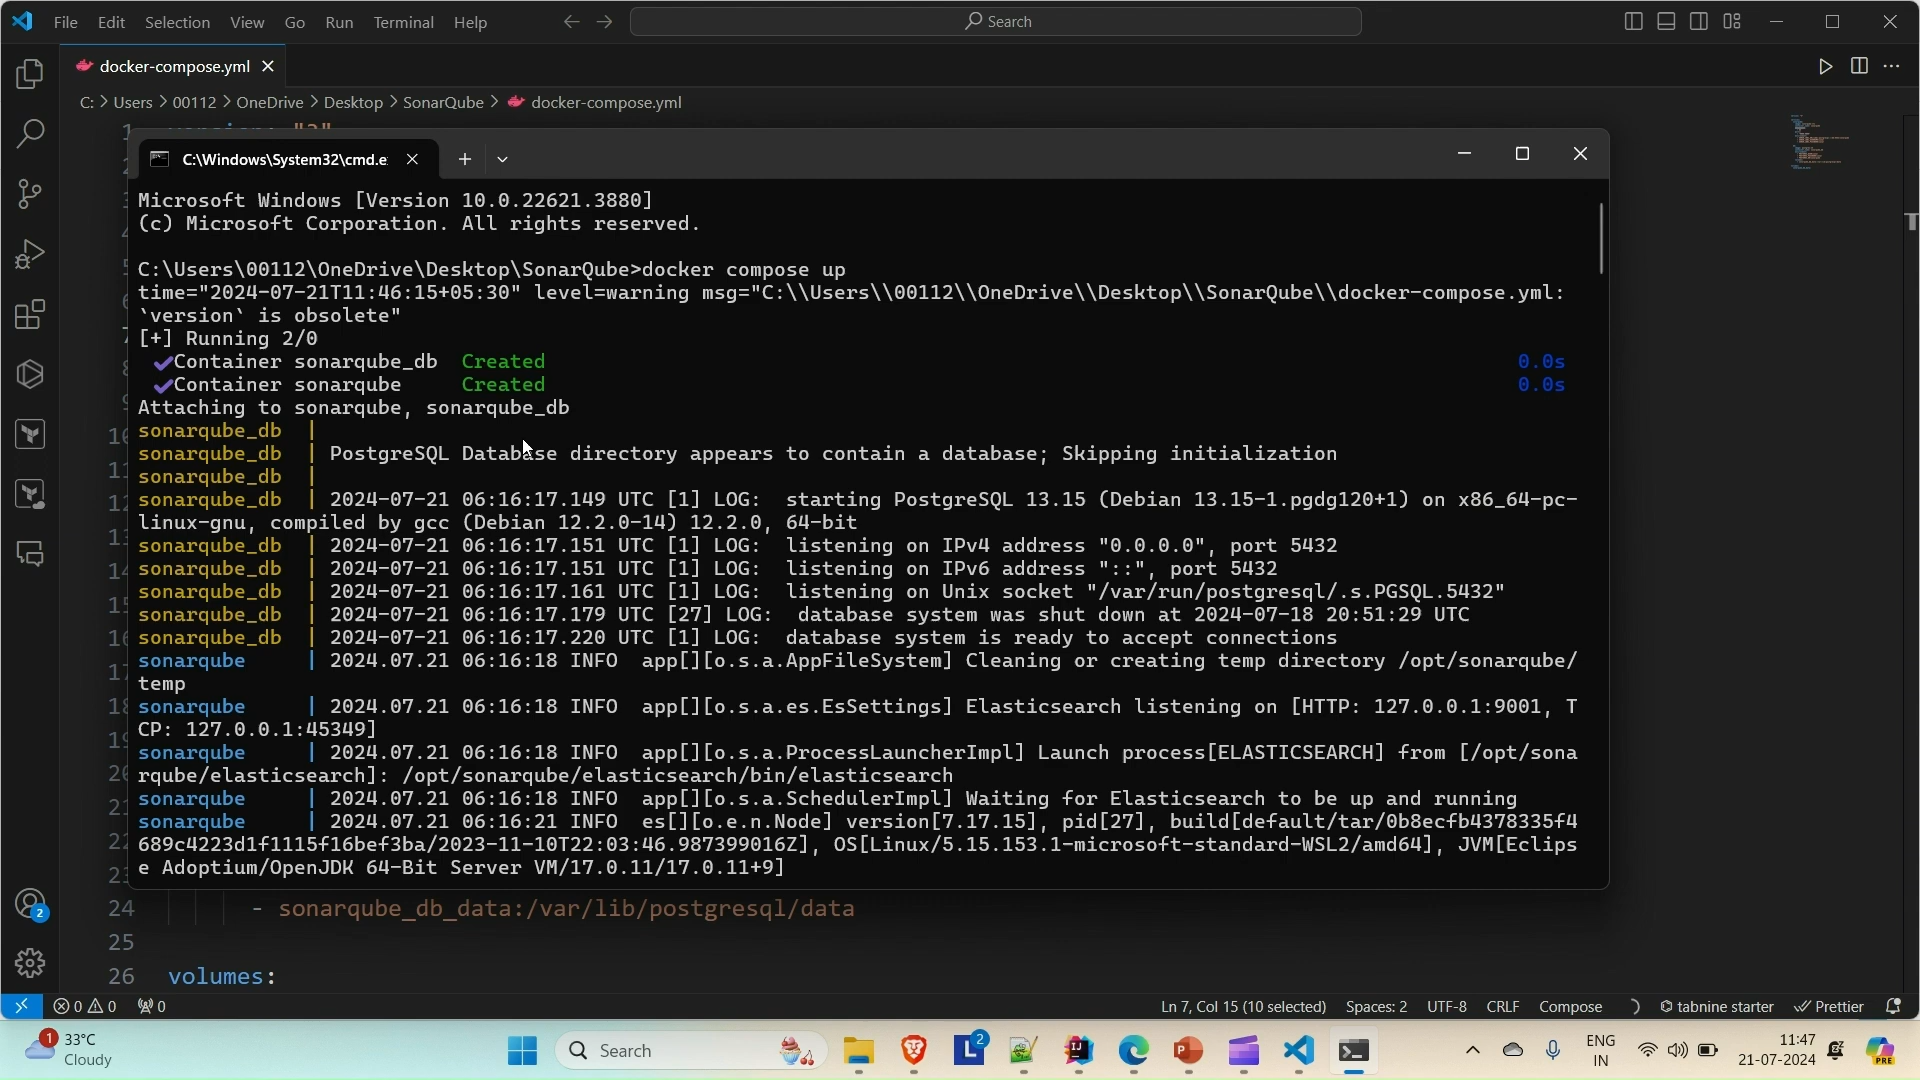 File Edit Selection View Go Run Terminal Help
Search
docker-compose.yml
C: > Users > 00112 > OneDrive > Desktop > SonarQube > docker-compose.yml
C:\Windows\System32\cmd.e
Microsoft Windows [Version 10.0.22621.3880]
(c) Microsoft Corporation. All rights reserved.
C:\Users\00112\OneDrive\Desktop\SonarQube>docker compose up
time="2024-07-21T11:46:15+05:30" level=warning msg="C:\\Users\\00112\\OneDrive\\Desktop\\SonarQube\\docker-compose.yml:
`version` is obsolete"
[+] Running 2/0
✔Container sonarqube_db Created 0.0s
✔Container sonarqube Created 0.0s
Attaching to sonarqube, sonarqube_db
sonarqube_db |
sonarqube_db | PostgreSQL Database directory appears to contain a database; Skipping initialization
sonarqube_db |
sonarqube_db | 2024-07-21 06:16:17.149 UTC [1] LOG: starting PostgreSQL 13.15 (Debian 13.15-1.pgdg120+1) on x86_64-pc-
linux-gnu, compiled by gcc (Debian 12.2.0-14) 12.2.0, 64-bit
sonarqube_db | 2024-07-21 06:16:17.151 UTC [1] LOG: listening on IPv4 address "0.0.0.0", port 5432
sonarqube_db | 2024-07-21 06:16:17.151 UTC [1] LOG: listening on IPv6 address "::", port 5432
sonarqube_db | 2024-07-21 06:16:17.161 UTC [1] LOG: listening on Unix socket "/var/run/postgresql/.s.PGSQL.5432"
sonarqube_db | 2024-07-21 06:16:17.179 UTC [27] LOG: database system was shut down at 2024-07-18 20:51:29 UTC
sonarqube_db | 2024-07-21 06:16:17.220 UTC [1] LOG: database system is ready to accept connections
sonarqube | 2024.07.21 06:16:18 INFO app[][o.s.a.AppFileSystem] Cleaning or creating temp directory /opt/sonarqube/
temp
sonarqube | 2024.07.21 06:16:18 INFO app[][o.s.a.es.EsSettings] Elasticsearch listening on [HTTP: 127.0.0.1:9001, T
CP: 127.0.0.1:45349]
sonarqube | 2024.07.21 06:16:18 INFO app[][o.s.a.ProcessLauncherImpl] Launch process[ELASTICSEARCH] from [/opt/sona
rqube/elasticsearch]: /opt/sonarqube/elasticsearch/bin/elasticsearch
sonarqube | 2024.07.21 06:16:18 INFO app[][o.s.a.SchedulerImpl] Waiting for Elasticsearch to be up and running
sonarqube | 2024.07.21 06:16:21 INFO es[][o.e.n.Node] version[7.17.15], pid[27], build[default/tar/0b8ecfb4378335f4
689c4223d1f1115f16bef3ba/2023-11-10T22:03:46.987399016Z], OS[Linux/5.15.153.1-microsoft-standard-WSL2/amd64], JVM[Eclips
e Adoptium/OpenJDK 64-Bit Server VM/17.0.11/17.0.11+9]
24 - sonarqube_db_data:/var/lib/postgresql/data
25
26 volumes:
0 0 0 Ln 7, Col 15 (10 selected) Spaces: 2 UTF-8 CRLF Compose tabnine starter Prettier
33°C
Cloudy
Search
ENG
IN
11:47
21-07-2024